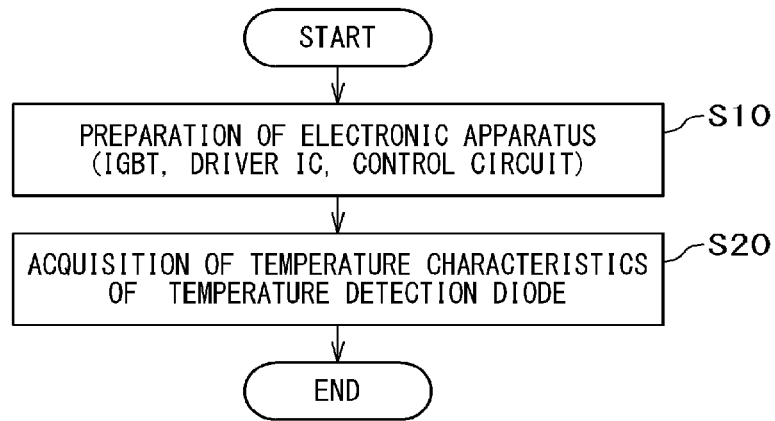 START
PREPARATION OF ELECTRONIC APPARATUS
(IGBT, DRIVER IC, CONTROL CIRCUIT)
S10
ACQUISITION OF TEMPERATURE CHARACTERISTICS
OF TEMPERATURE DETECTION DIODE
S20
END